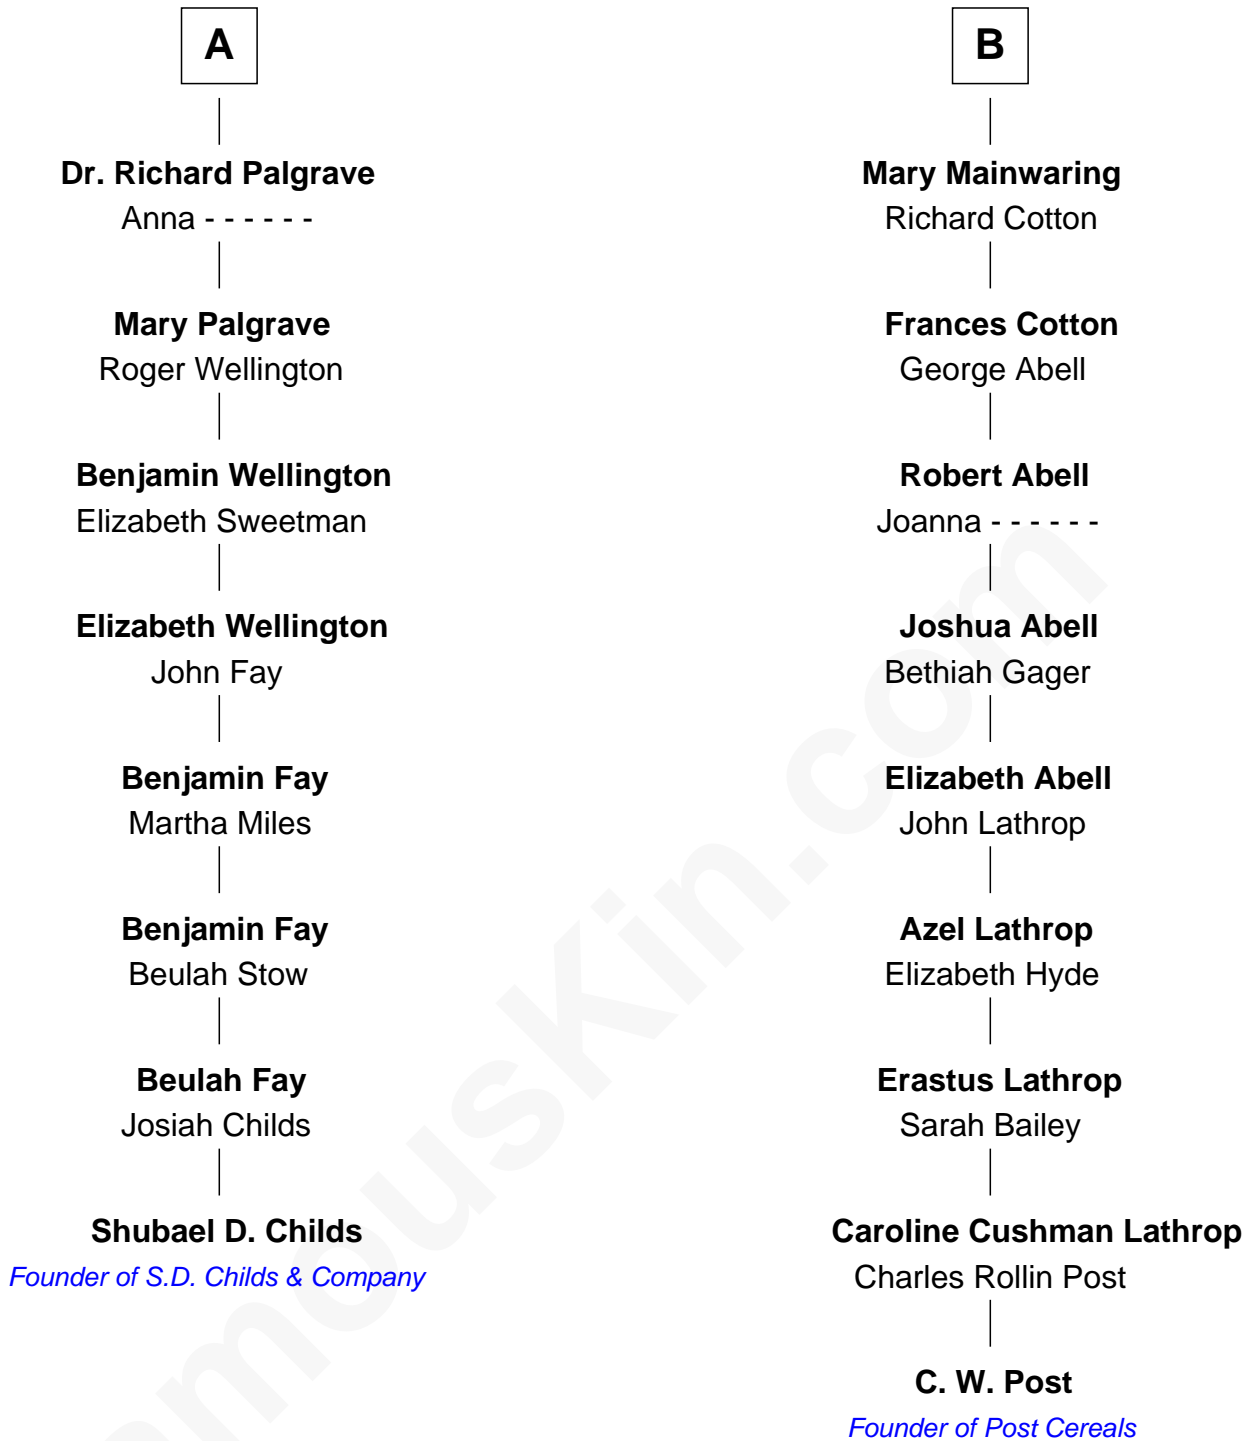 A
Dr. Richard Palgrave
Anna - - - - - -
Mary Palgrave
Roger Wellington
Benjamin Wellington
Elizabeth Sweetman
Elizabeth Wellington
John Fay
Benjamin Fay
Martha Miles
Benjamin Fay
Beulah Stow
Beulah Fay
Josiah Childs
Shubael D. Childs
Founder of S.D. Childs & Company
B
Mary Mainwaring
Richard Cotton
Frances Cotton
George Abell
Robert Abell
Joanna - - - - - -
Joshua Abell
Bethiah Gager
Elizabeth Abell
John Lathrop
Azel Lathrop
Elizabeth Hyde
Erastus Lathrop
Sarah Bailey
Caroline Cushman Lathrop
Charles Rollin Post
C. W. Post
Founder of Post Cereals
amousKin.com